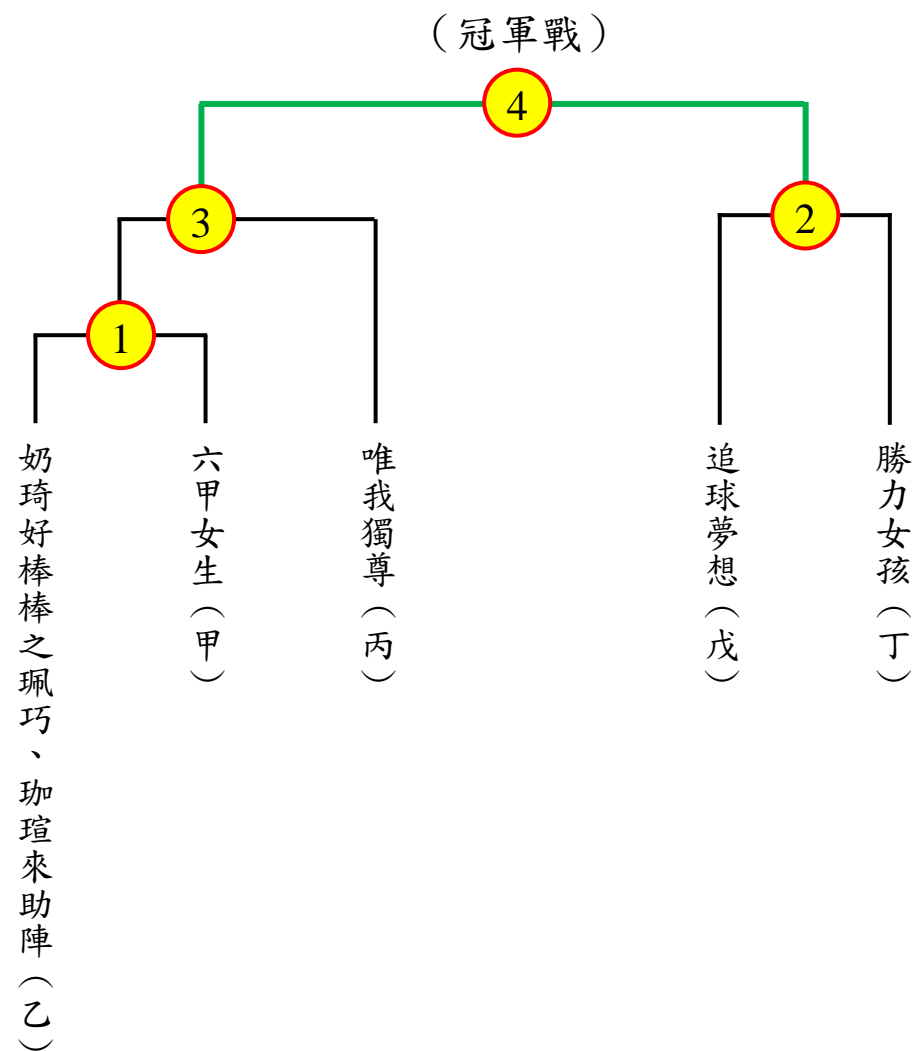 （冠軍戰）
4
3
2
1
奶琦好棒棒之珮巧、珈瑄來助陣（乙）
六甲女生（甲）
唯我獨尊（丙）
追球夢想（戊）
勝力女孩（丁）